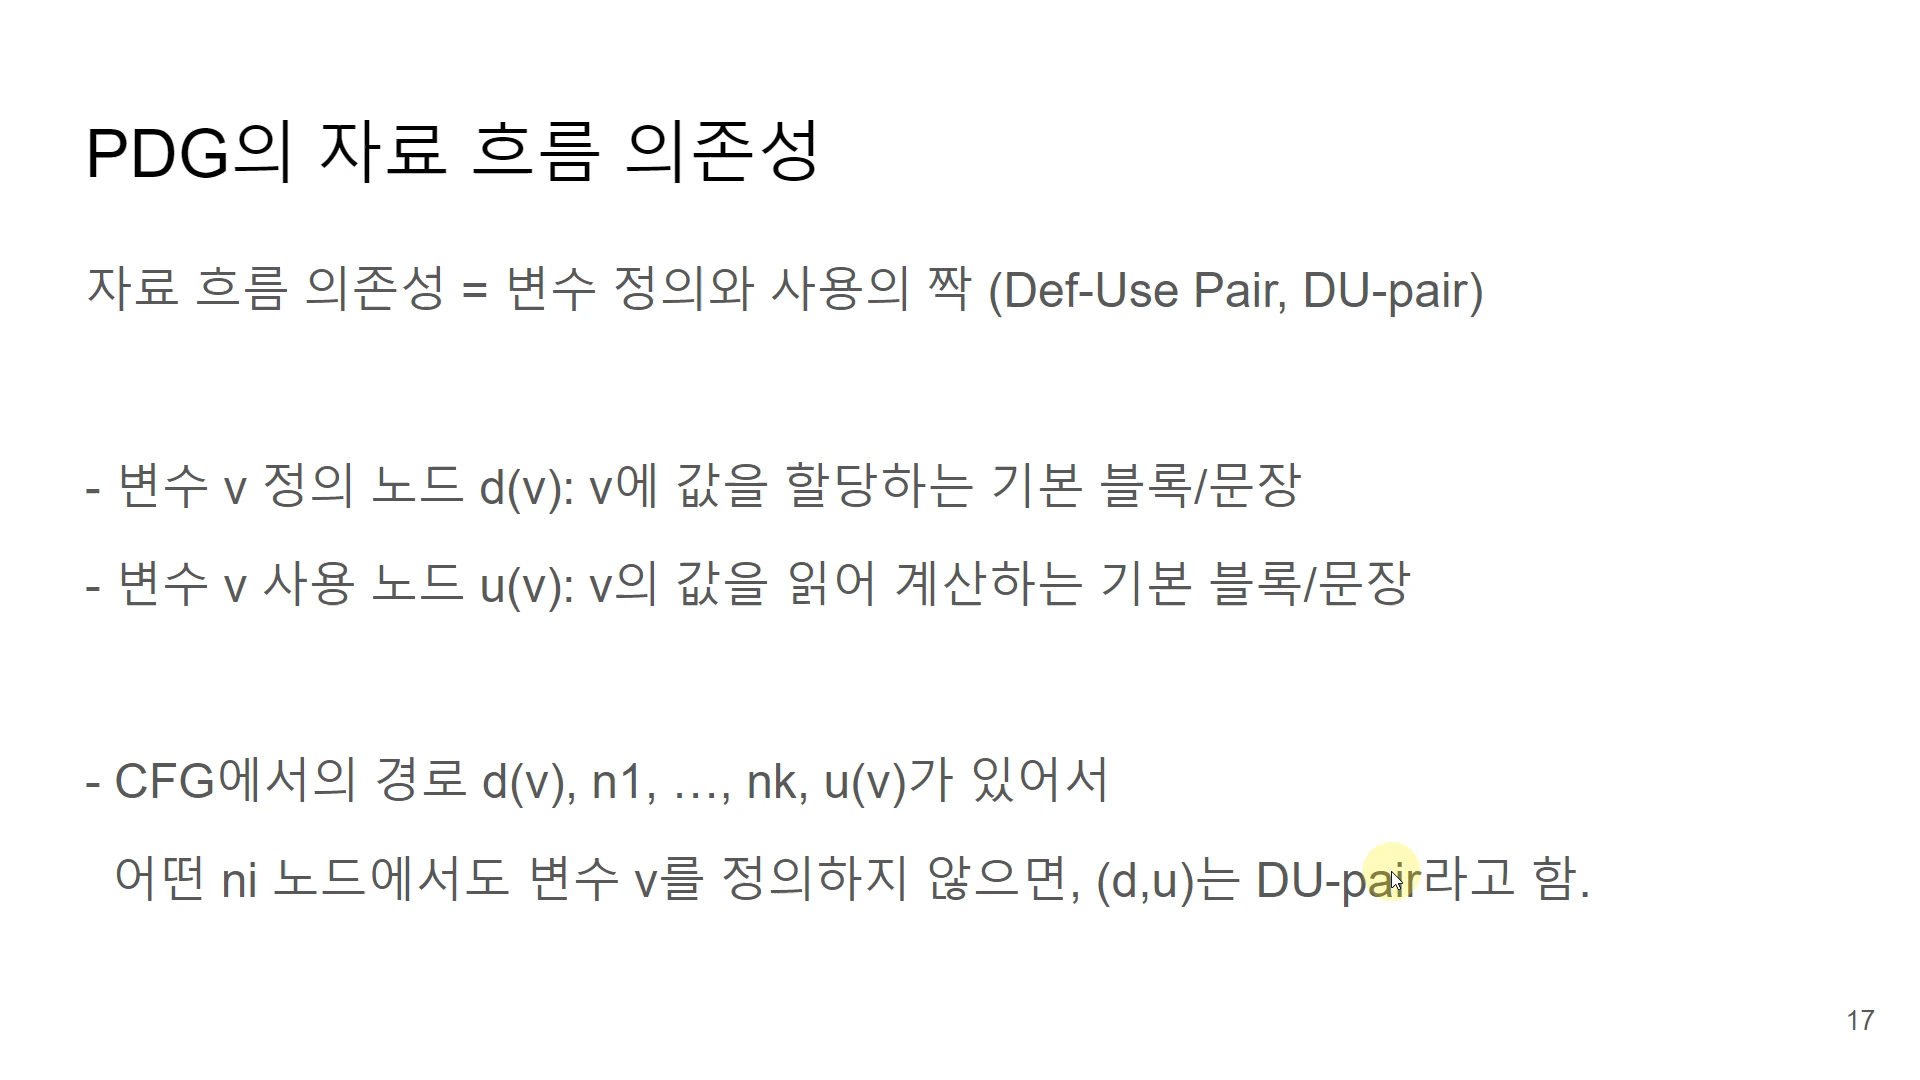 PDG의 자료 흐름 의존성
자료 흐름 의존성 = 변수 정의와 사용의 짝 (Def-Use Pair, DU-pair)
- 변수 v 정의 노드 d(v): v에 값을 할당하는 기본 블록/문장
- 변수 v 사용 노드 u(v): v의 값을 읽어 계산하는 기본 블록/문장
- CFG에서의 경로 d(v), n1, …, nk, u(v)가 있어서
어떤 ni 노드에서도 변수 v를 정의하지 않으면, (d,u)는 DU-pair라고 함.
17